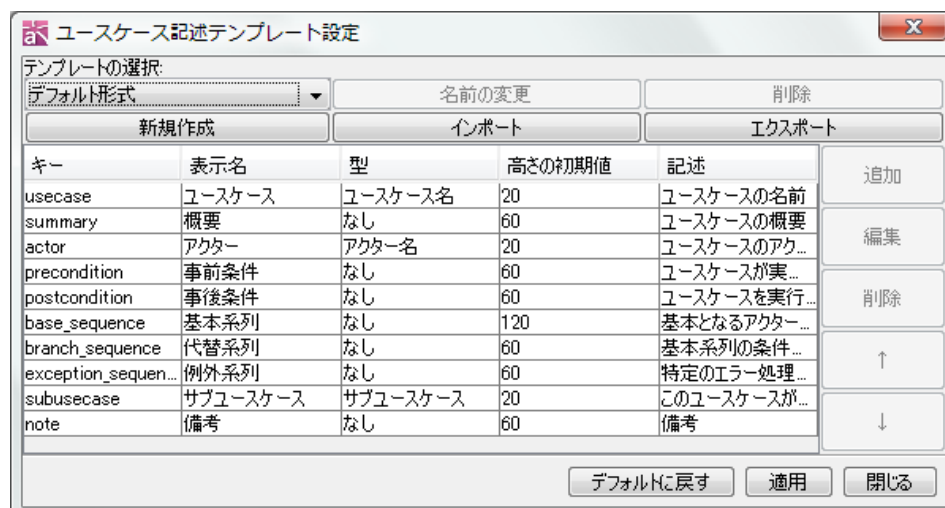 ユースケース記述テンプレート設定
テンプレートの選択:
デフォルト形式 名前の変更 削除
新規作成 インポート エクスポート
キー 表示名 型 高さの初期値 記述
usecase ユースケース ユースケース名 20 ユースケースの名前
summary 概要 なし 60 ユースケースの概要
actor アクター アクター名 20 ユースケースのアク...
precondition 事前条件 なし 60 ユースケースが実...
postcondition 事後条件 なし 60 ユースケースを実行...
base_sequence 基本系列 なし 120 基本となるアクター...
branch_sequence 代替系列 なし 60 基本系列の条件...
exception_sequen... 例外系列 なし 60 特定のエラー処理...
subusecase サブユースケース サブユースケース 20 このユースケースが...
note 備考 なし 60 備考
追加
編集
削除
↑
↓
デフォルトに戻す 適用 閉じる